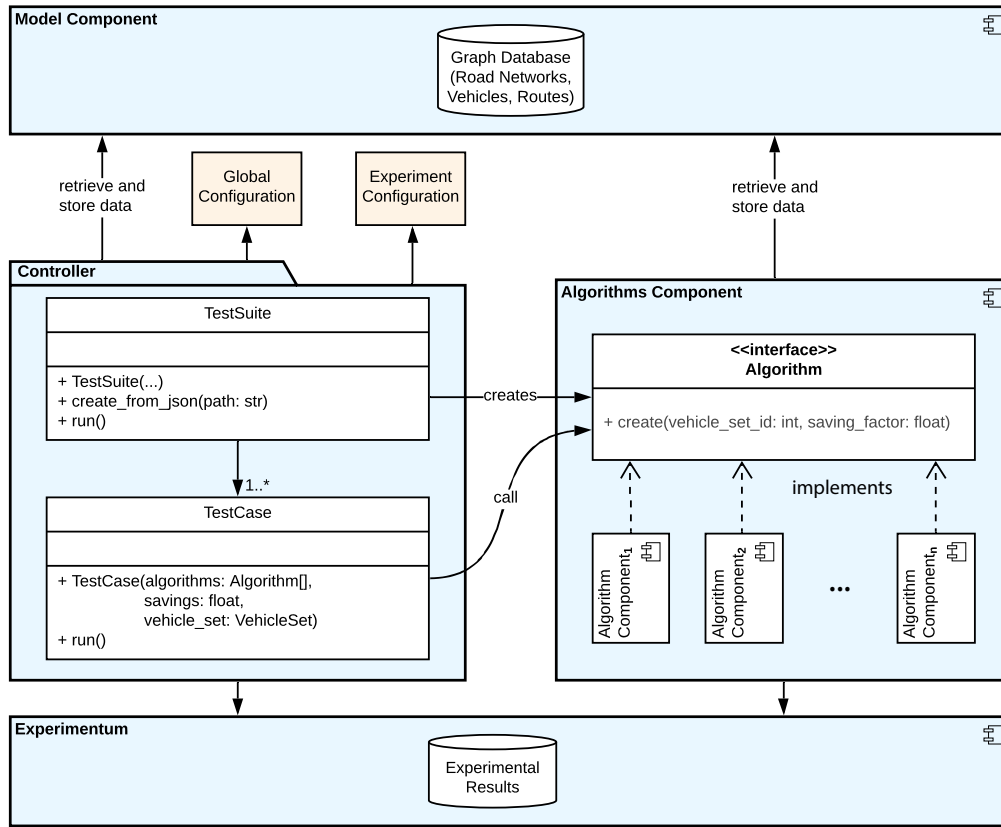 Model Component
Graph Database
(Road Networks,
Vehicles, Routes)
retrieve and
store data
Global
Configuration
Experiment
Configuration
retrieve and
store data
Controller
TestSuite
+ TestSuite(...)
+ create_from_json(path: str)
+ run()
1..*
TestCase
+ TestCase(algorithms: Algorithm[],
savings: float,
vehicle_set: VehicleSet)
+ run()
creates
call
Algorithms Component
<<interface>>
Algorithm
+ create(vehicle_set_id: int, saving_factor: float)
implements
Algorithm
Component1
Algorithm
Component2
...
Algorithm
Componentn
Experimentum
Experimental
Results